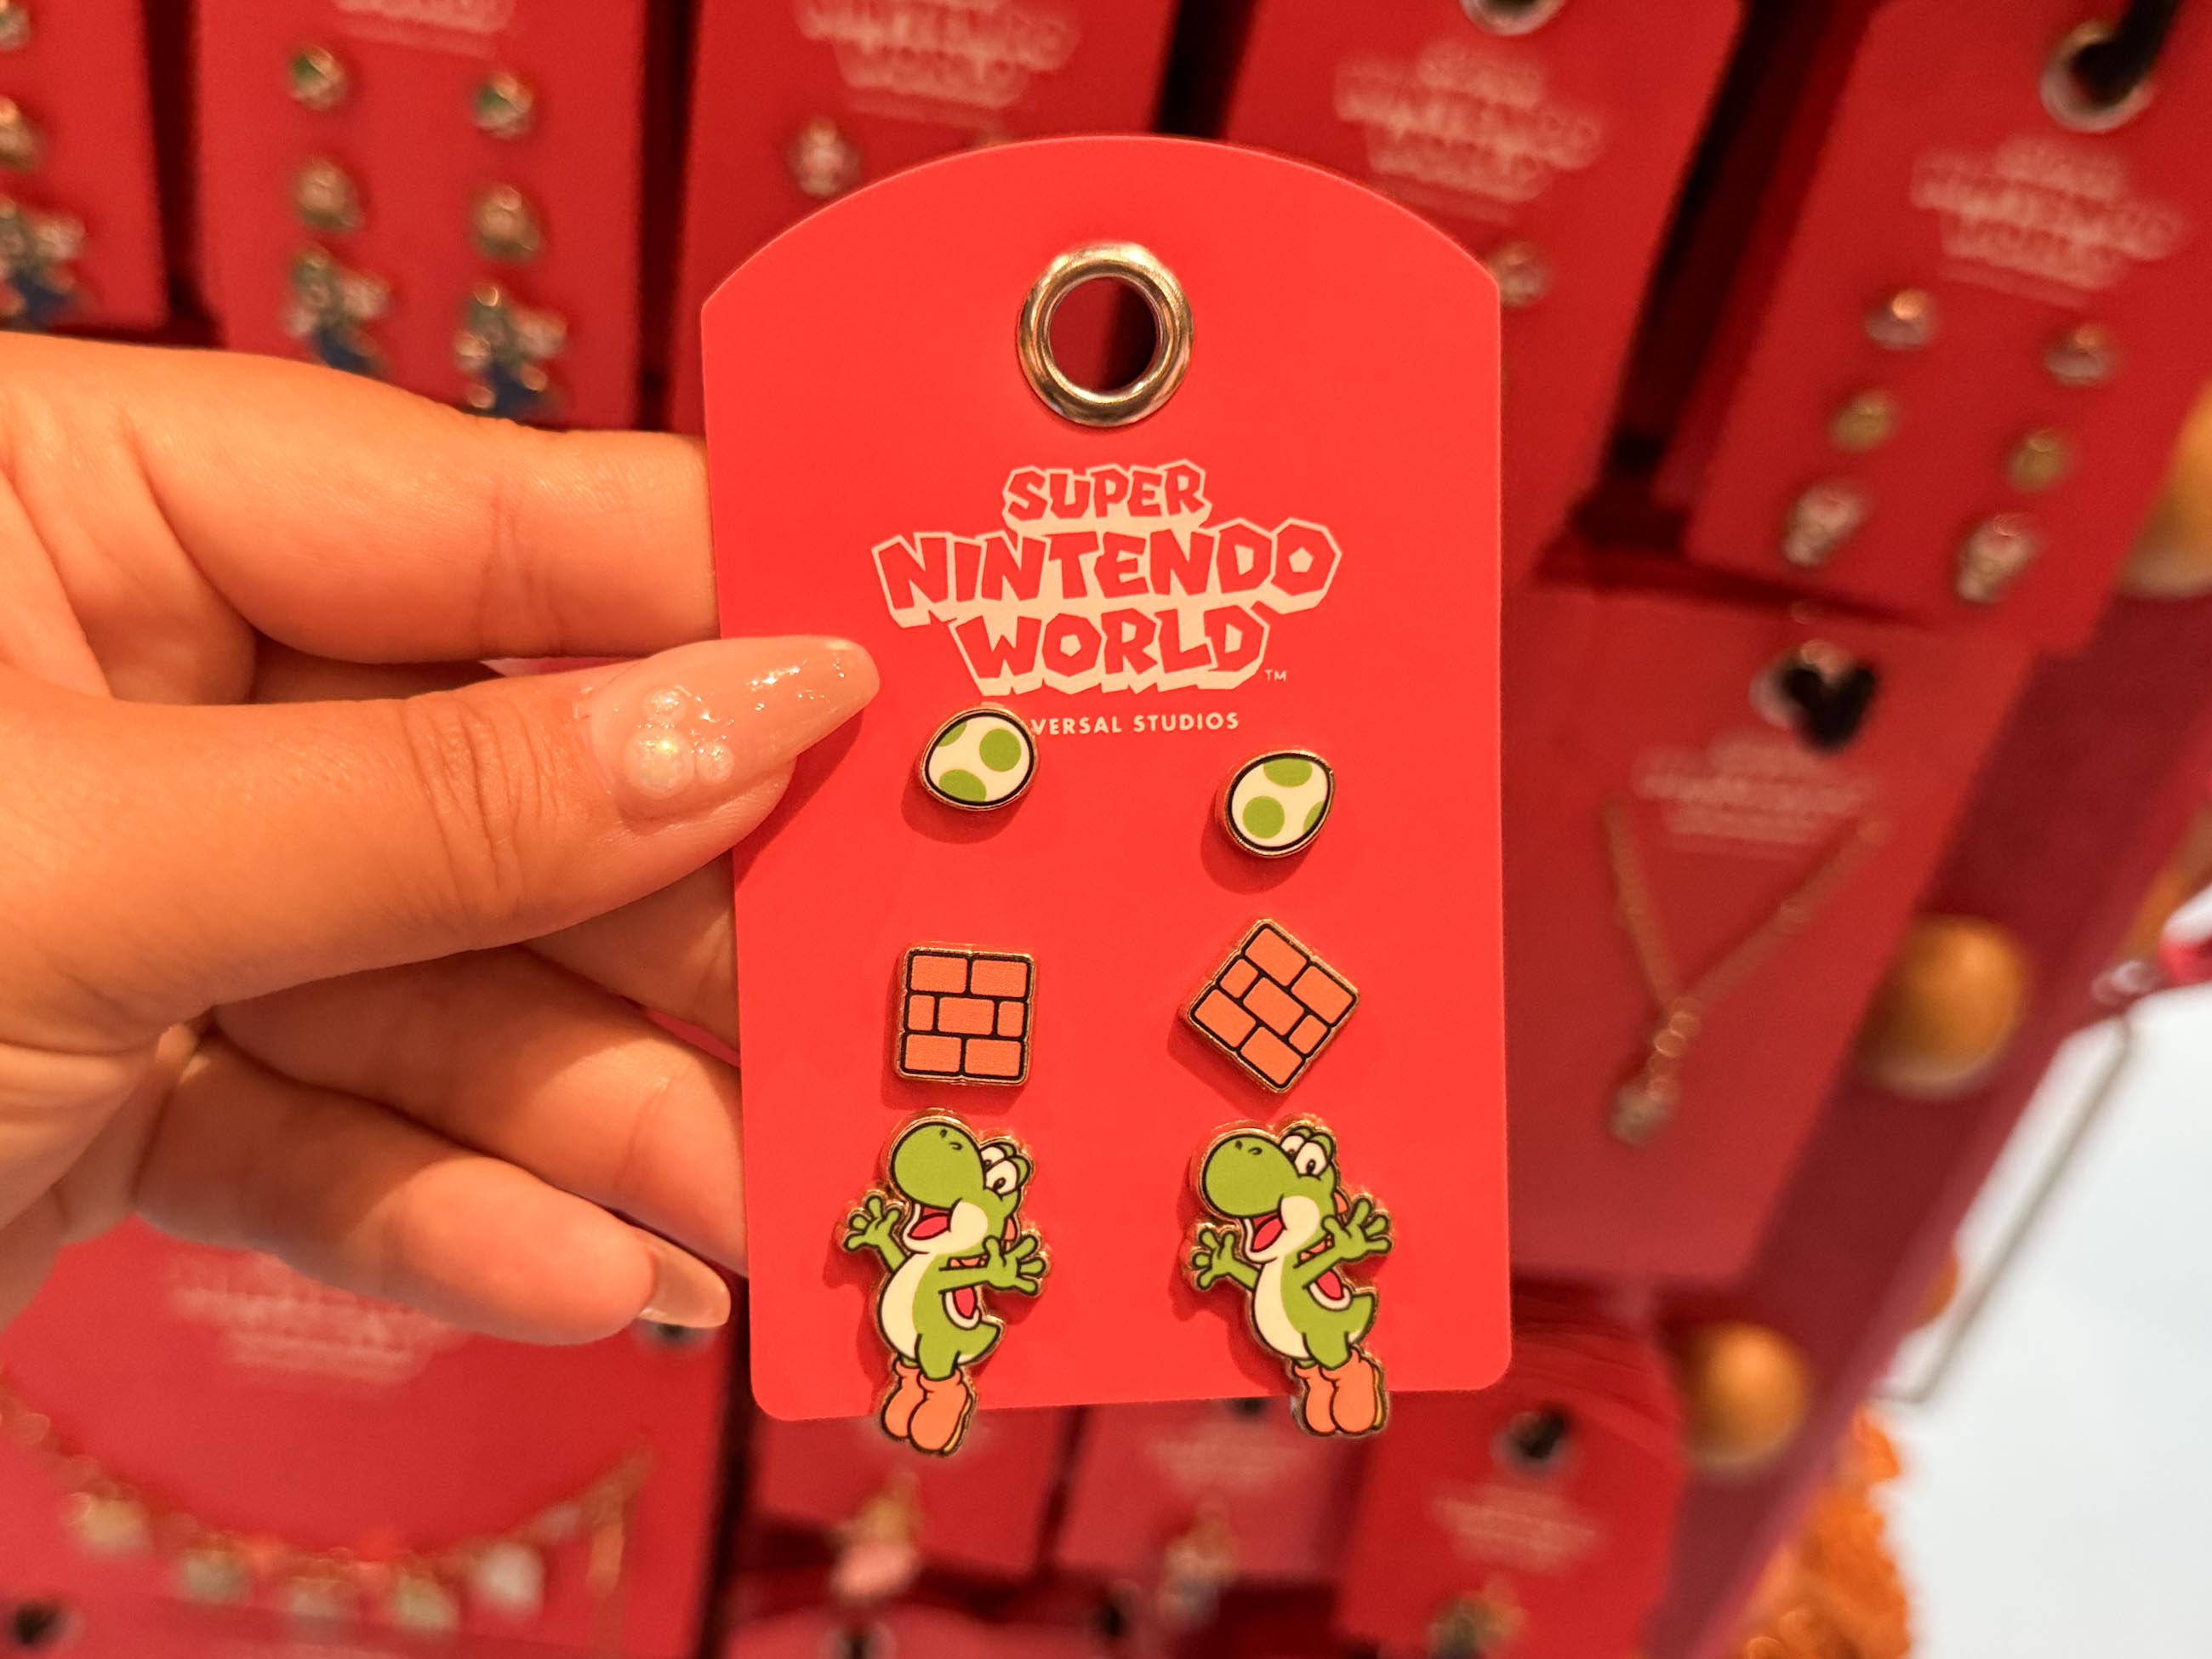 SUPER
NINTENDO
WORLD
TM
VERSAL STUDIOS